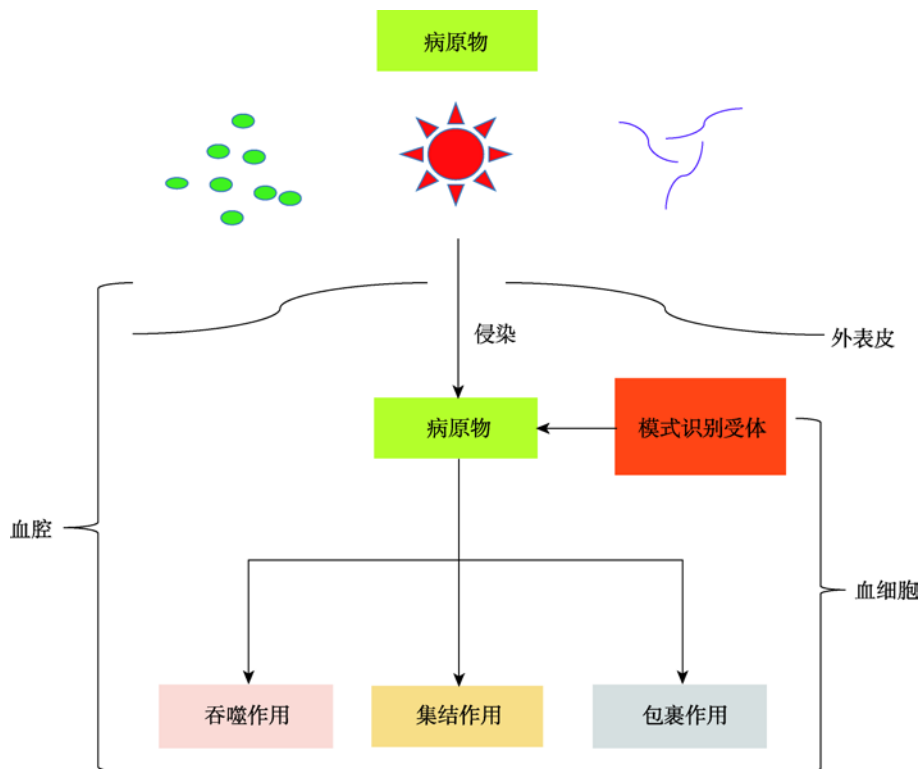 病原物
侵染
外表皮
病原物
模式识别受体
血腔
血细胞
吞噬作用
集结作用
包裹作用